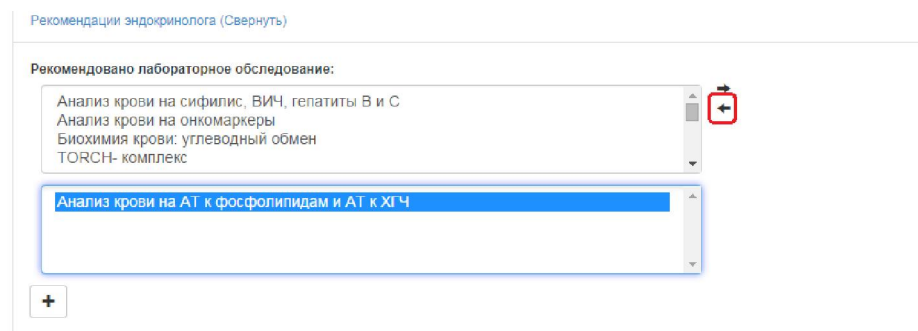 Рекомендации эндокринолога (Свернуть)
Рекомендовано лабораторное обследование:
Анализ крови на сифилис, ВИЧ, гепатиты В и С
Анализ крови на онкомаркеры
Биохимия крови: углеводный обмен
TORCH- комплекс
Анализ крови на АТ к фосфолипидам и АТ к ХГЧ